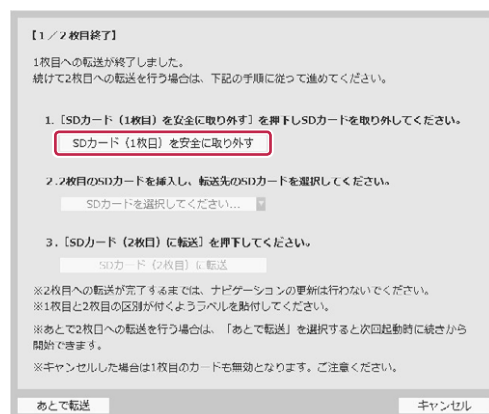 【1／2枚目終了】
1枚目への転送が終了しました。
続けて2枚目への転送を行う場合は、下記の手順に従って進めてください。
1．［SDカード（1枚目）を安全に取り外す］を押下しSDカードを取り外してください。
SDカード（1枚目）を安全に取り外す
2．2枚目のSDカードを挿入し、転送先のSDカードを選択してください。
SDカードを選択してください...
3．［SDカード（2枚目）に転送］を押下してください。
SDカード（2枚目）に転送
※2枚目への転送が完了するまでは、ナビゲーションの更新は行わないでください。
※1枚目と2枚目の区別が付くようラベルを貼付してください。
※あとで2枚目への転送を行う場合は、「あとで転送」を選択すると次回起動時に続きから
開始できます。
※キャンセルした場合は1枚目のカードも無効となります。ご注意ください。
あとで転送
キャンセル